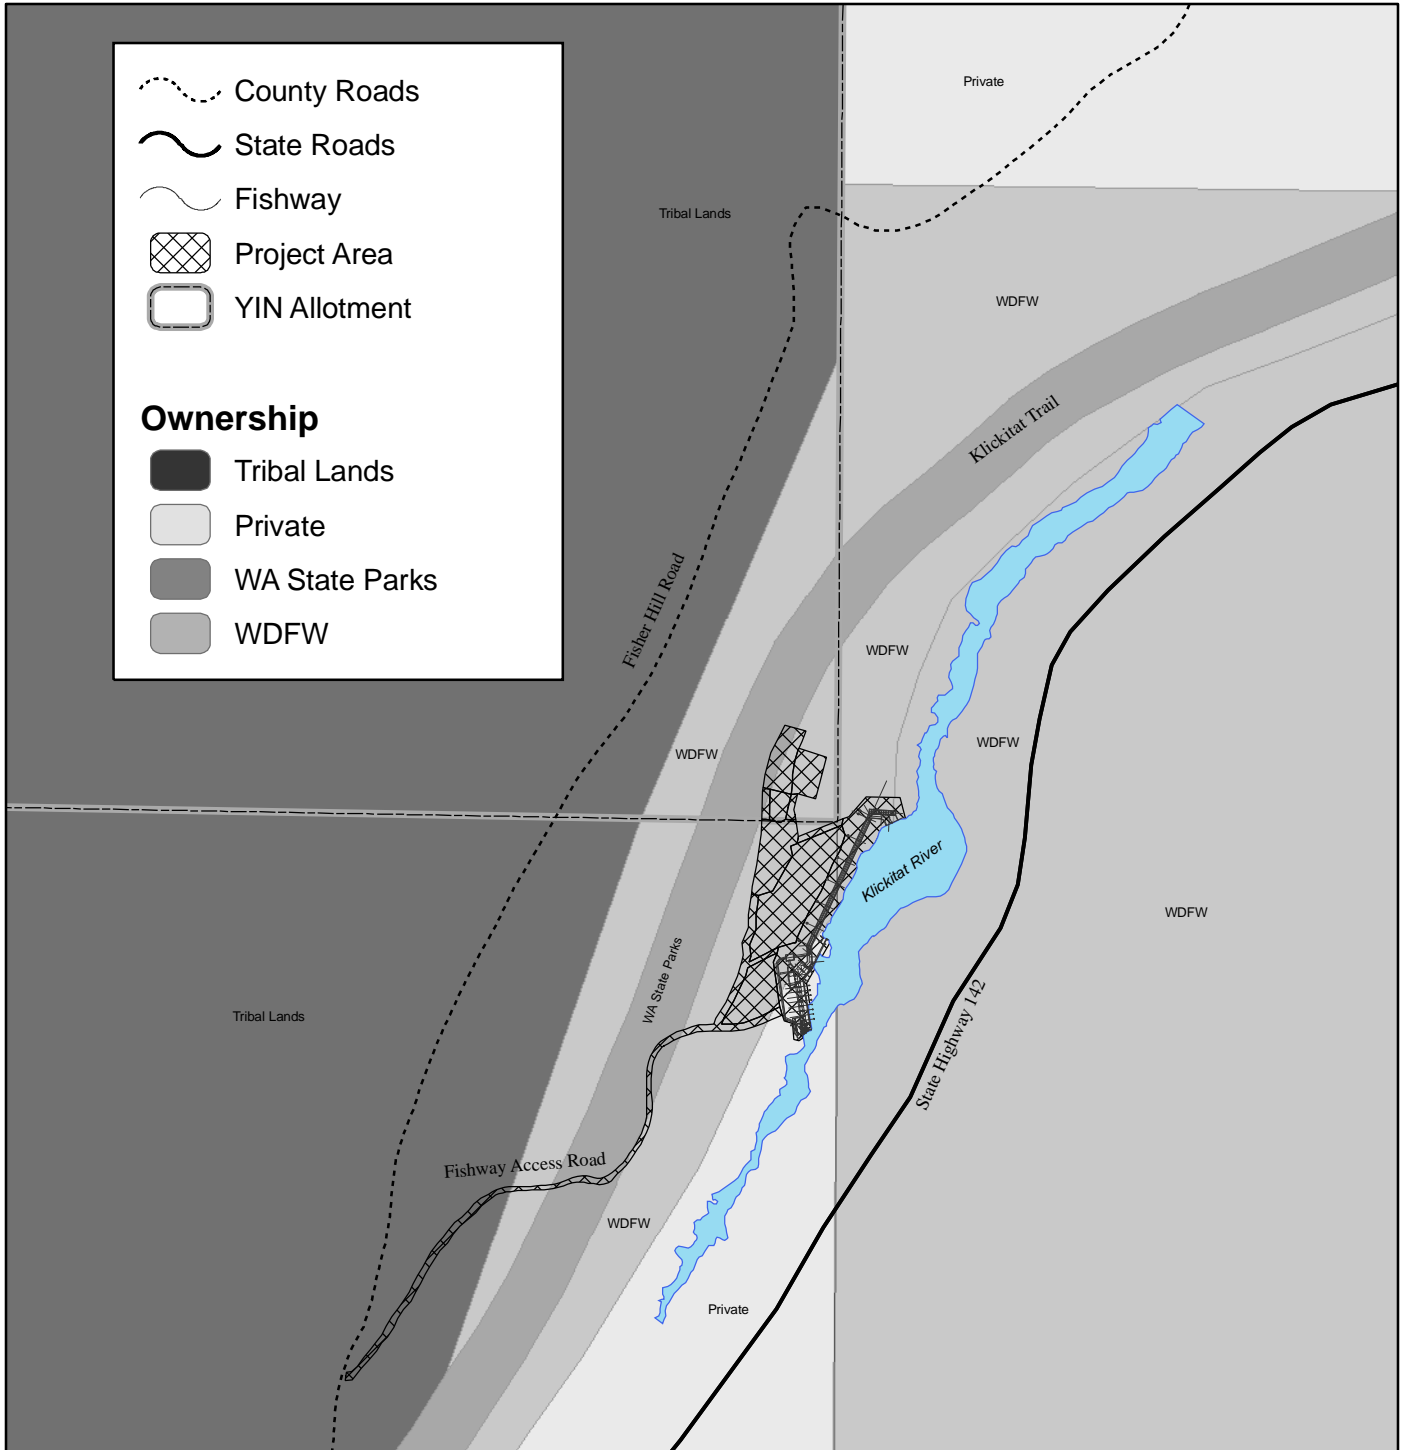 County Roads
State Roads
Fishway
Project Area
YIN Allotment
Ownership
Tribal Lands
Private
WA State Parks
WDFW
Private
Tribal Lands
WDFW
Klickitat Trail
Fisher Hill Road
WDFW
WDFW
WDFW
Klickitat River
WDFW
WA State Parks
Tribal Lands
State Highway 142
Fishway Access Road
WDFW
Private